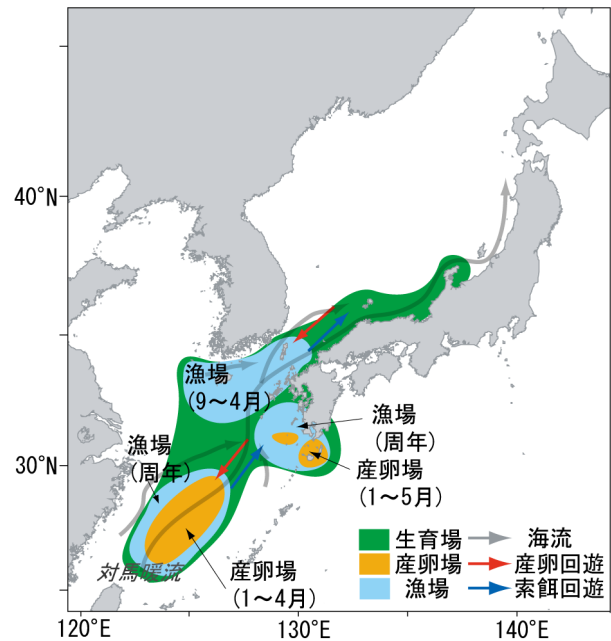 40°N
30°N
120°E
130°E
140°E
漁場
(9～4月)
漁場
(周年)
漁場
(周年)
産卵場
(1～5月)
産卵場
(1～4月)
対馬暖流
生育場
産卵場
漁場
海流
産卵回遊
索餌回遊